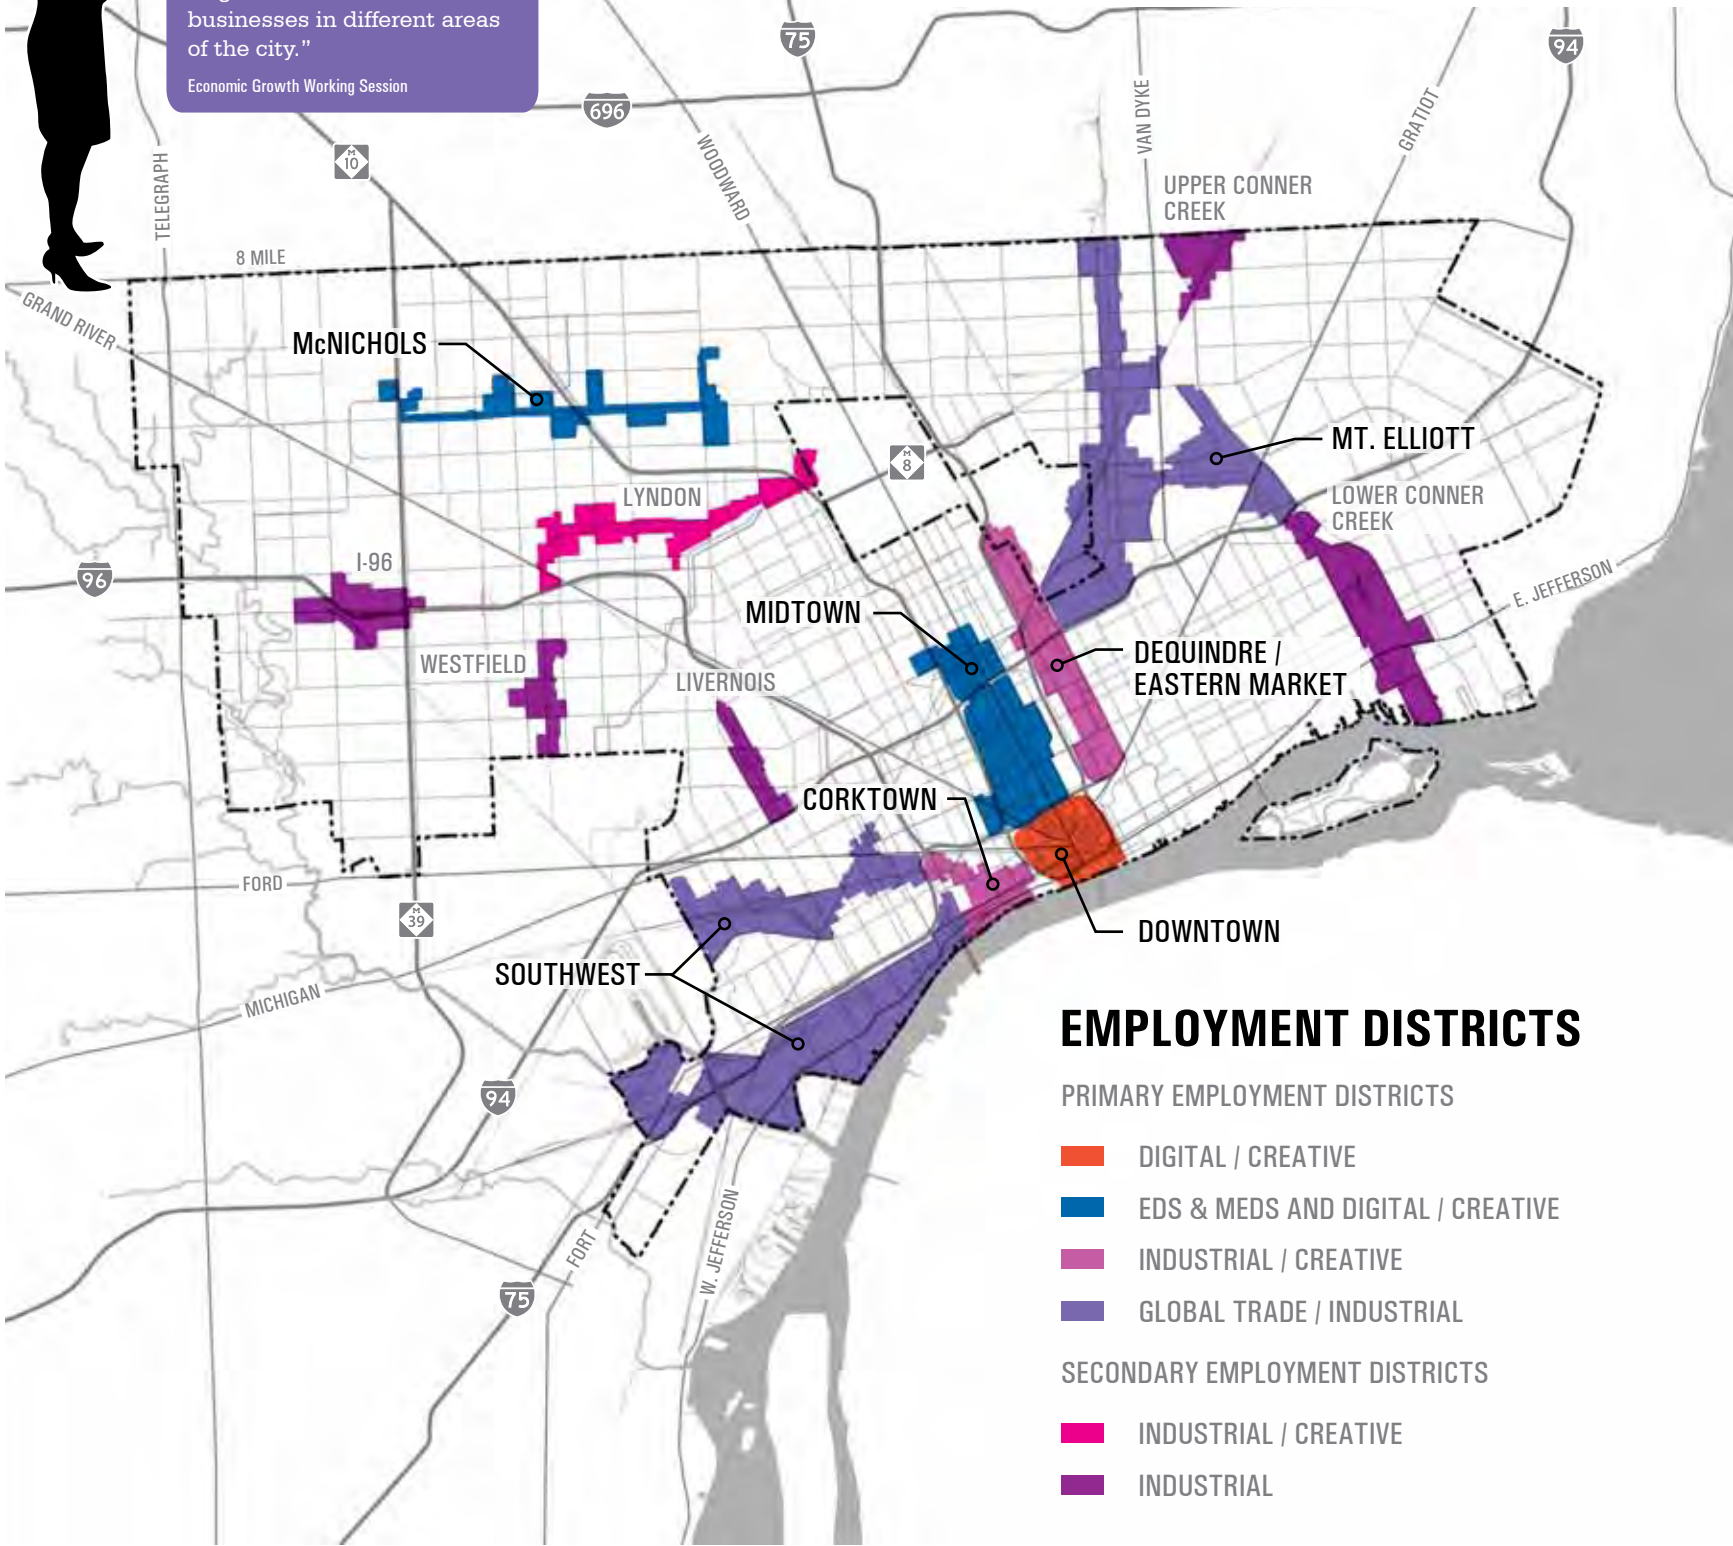 businesses in different areas
of the city.”
Economic Growth Working Session
75
94
696
M
10
TELEGRAPH
WOODWARD
VAN DYKE
GRATIOT
UPPER CONNER
CREEK
8 MILE
GRAND RIVER
McNICHOLS
MT. ELLIOTT
M
8
LYNDON
LOWER CONNER
CREEK
I-96
96
E. JEFFERSON
MIDTOWN
WESTFIELD
LIVERNOIS
DEQUINDRE /
EASTERN MARKET
CORKTOWN
FORD
M
39
DOWNTOWN
SOUTHWEST
MICHIGAN
94
FORT
W. JEFFERSON
75
EMPLOYMENT DISTRICTS
PRIMARY EMPLOYMENT DISTRICTS
DIGITAL / CREATIVE
EDS & MEDS AND DIGITAL / CREATIVE
INDUSTRIAL / CREATIVE
GLOBAL TRADE / INDUSTRIAL
SECONDARY EMPLOYMENT DISTRICTS
INDUSTRIAL / CREATIVE
INDUSTRIAL